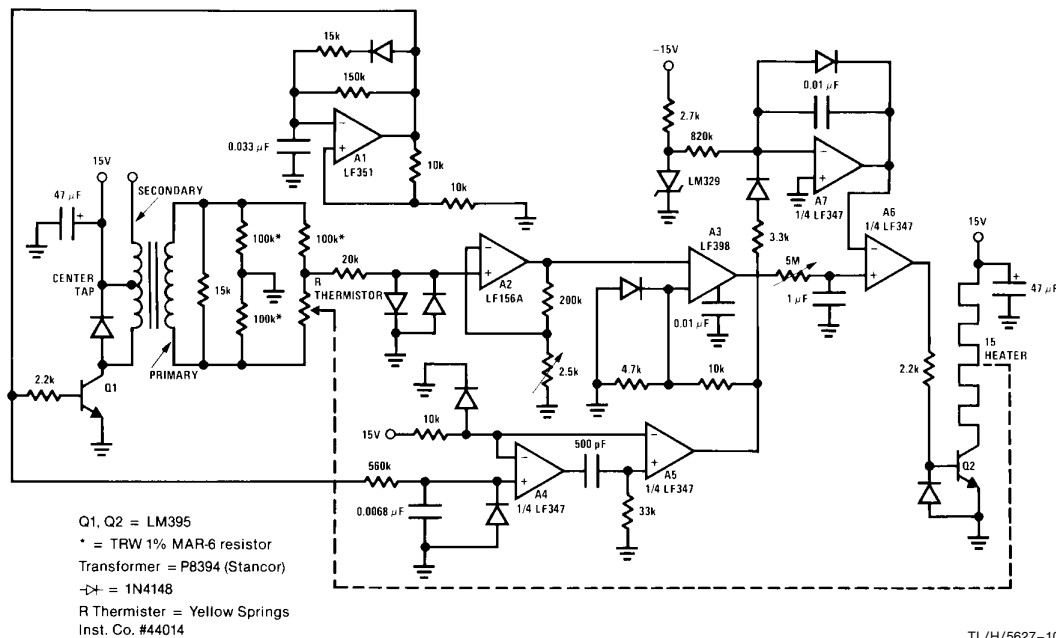 15k
150k
0.033 µF
A1
LF351
10k
10k
15V
SECONDARY
47 µF
+
CENTER
TAP
15k
100k*
100k*
100k*
R
THERMISTOR
PRIMARY
2.2k
Q1
20k
A2
LF156A
200k
2.5k
-15V
2.7k
820k
LM329
0.01 µF
A7
1/4 LF347
3.3k
A3
LF398
0.01 µF
4.7k
10k
5M
1 µF
A6
1/4 LF347
15V
+
47 µF
15
HEATER
2.2k
Q2
15V
10k
560k
0.0068 µF
A4
1/4 LF347
500 pF
33k
A5
1/4 LF347
Q1, Q2 = LM395
* = TRW 1% MAR-6 resistor
Transformer = P8394 (Stancor)
= 1N4148
R Thermister = Yellow Springs
Inst. Co. #44014
TL/H/5627–10